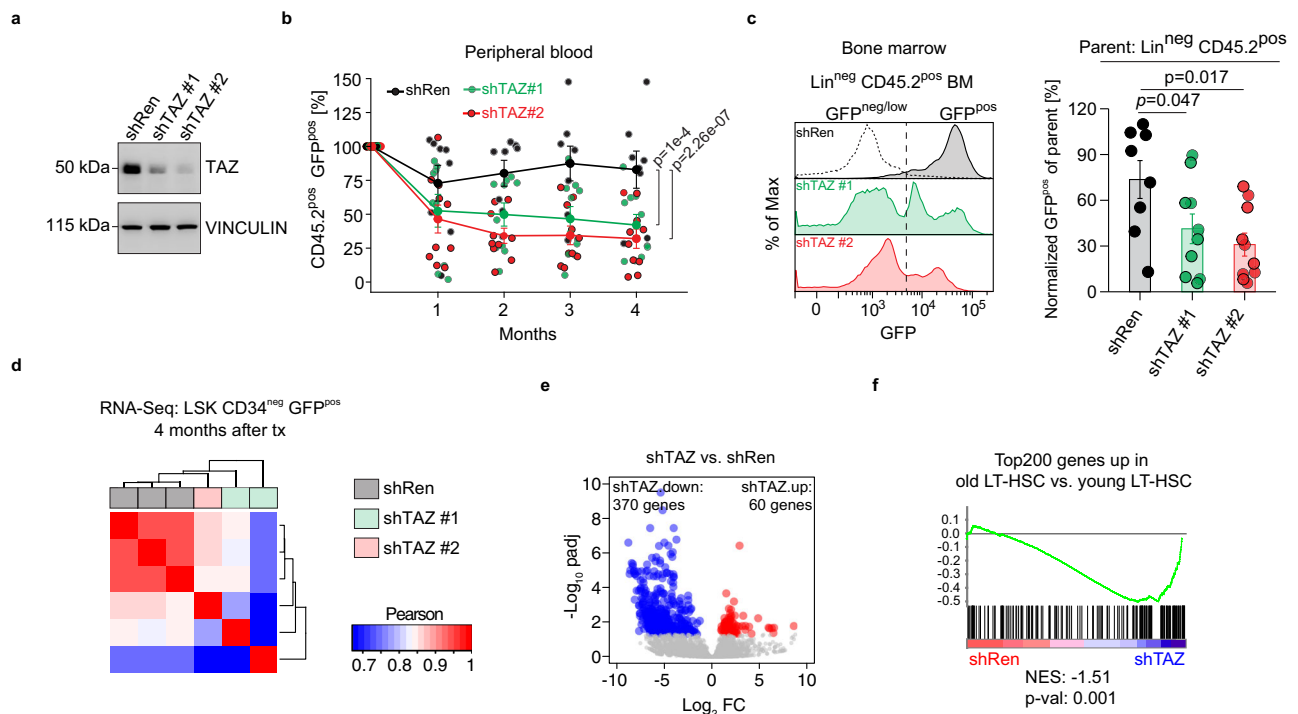 a
shRen
shTAZ #1
shTAZ #2
50 kDa
TAZ
115 kDa
VINCULIN
b
Peripheral blood
CD45.2pos GFPpos [%]
150
125
100
75
50
25
0
shRen
shTAZ#1
shTAZ#2
p=1e-4
p=2.26e-07
1 2 3 4
Months
c
Bone marrow
Linneg CD45.2pos BM
GFPneg/low GFPpos
shRen
shTAZ #1
shTAZ #2
% of Max
0 10³ 10⁴ 10⁵
GFP
Parent: Linneg CD45.2pos
p=0.017
p=0.047
Normalized GFPpos of parent [%]
120
90
60
30
0
shRen
shTAZ #1
shTAZ #2
d
RNA-Seq: LSK CD34neg GFPpos
4 months after tx
shRen
shTAZ #1
shTAZ #2
Pearson
0.7 0.8 0.9 1
e
shTAZ vs. shRen
shTAZ.down:
370 genes
shTAZ.up:
60 genes
-Log10 padj
10
8
6
4
2
0
-10 -5 0 5 10
Log2 FC
f
Top200 genes up in
old LT-HSC vs. young LT-HSC
0.1
0.0
-0.1
-0.2
-0.3
-0.4
-0.5
shRen shTAZ
NES: -1.51
p-val: 0.001